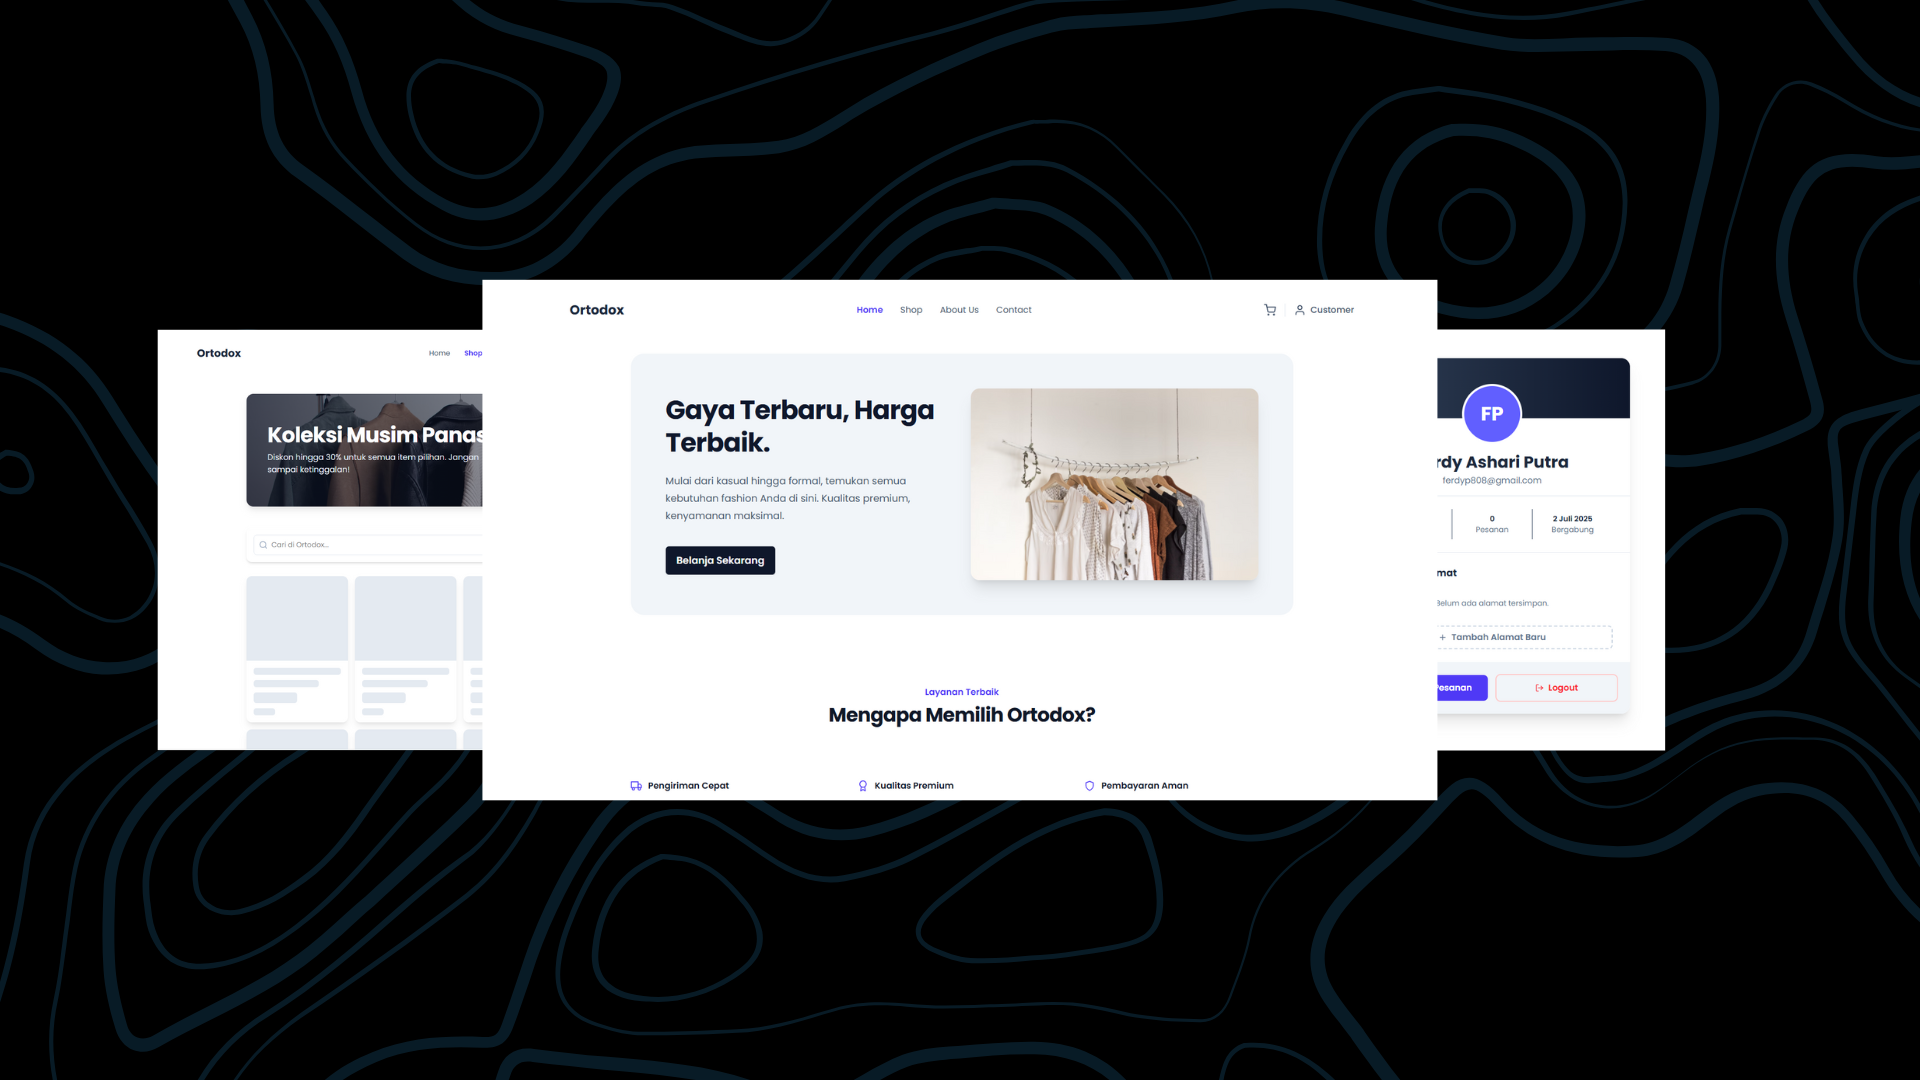 Ortodox
Home Shop
Koleksi Musim Panas
Diskon hingga 30% untuk semua item pilihan. Jangan
sampai ketinggalan!
Cari di Ortodox...
Ortodox
Home Shop About Us Contact
Customer
Gaya Terbaru, Harga
Terbaik.
Mulai dari kasual hingga formal, temukan semua
kebutuhan fashion Anda di sini. Kualitas premium,
kenyamanan maksimal.
Belanja Sekarang
Layanan Terbaik
Mengapa Memilih Ortodox?
Pengiriman Cepat
Kualitas Premium
Pembayaran Aman
FP
rdy Ashari Putra
ferdyp808@gmail.com
0
Pesanan
2 Juli 2025
Bergabung
mat
Belum ada alamat tersimpan.
+ Tambah Alamat Baru
esanan
Logout